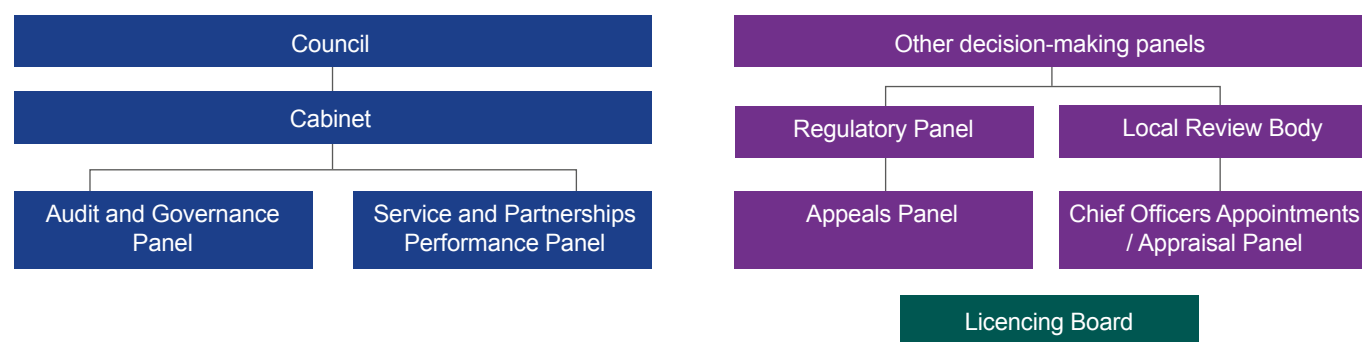 Council
Cabinet
Audit and Governance
Panel
Service and Partnerships
Performance Panel
Other decision-making panels
Regulatory Panel
Local Review Body
Appeals Panel
Chief Officers Appointments
/ Appraisal Panel
Licencing Board